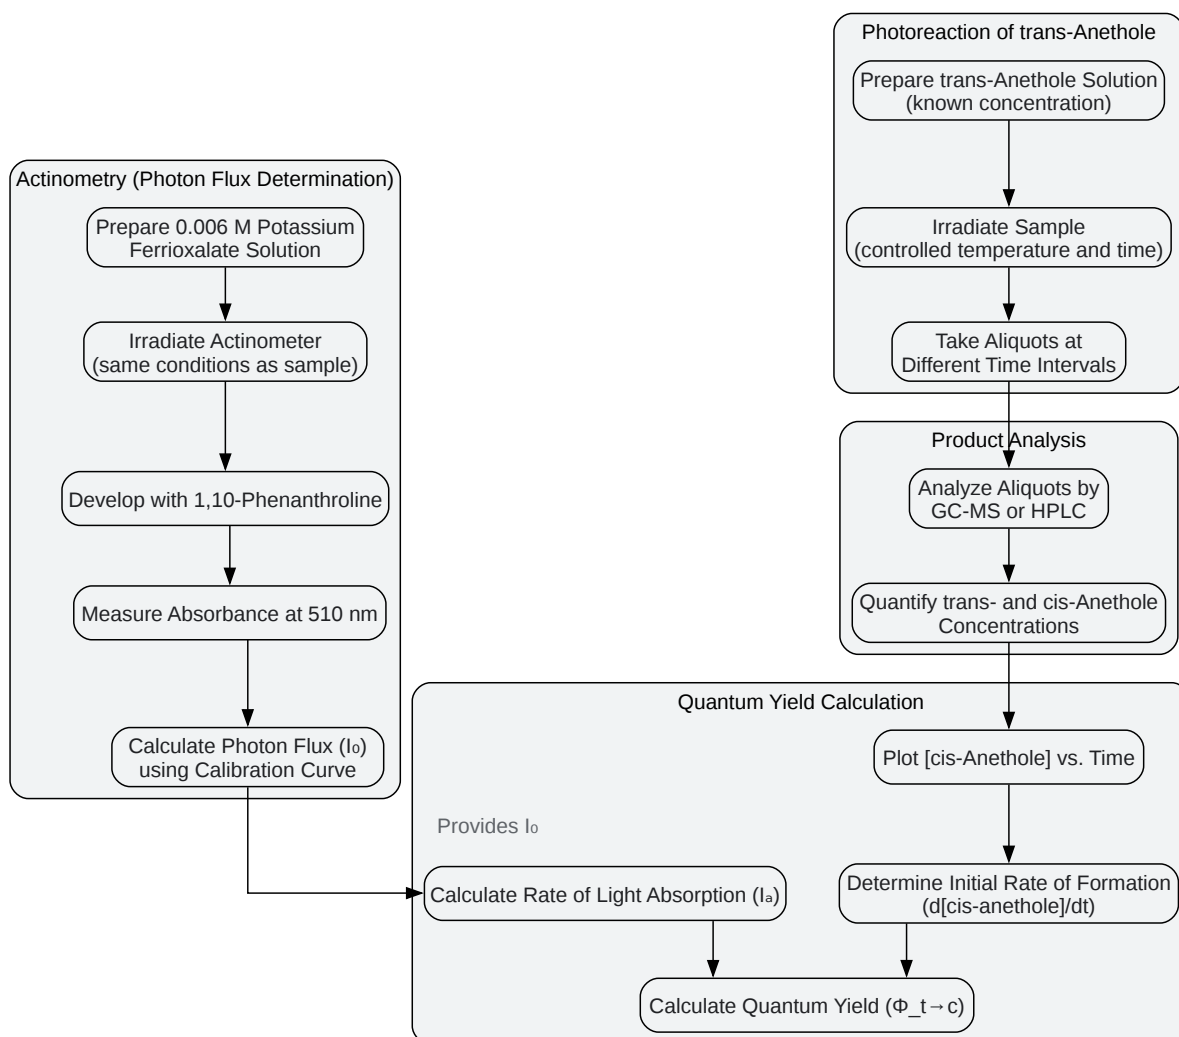 Photoreaction of trans-Anethole
Prepare trans-Anethole Solution
(known concentration)
Irradiate Sample
(controlled temperature and time)
Take Aliquots at
Different Time Intervals
Actinometry (Photon Flux Determination)
Prepare 0.006 M Potassium
Ferrioxalate Solution
Irradiate Actinometer
(same conditions as sample)
Develop with 1,10-Phenanthroline
Measure Absorbance at 510 nm
Calculate Photon Flux (I₀)
using Calibration Curve
Product Analysis
Analyze Aliquots by
GC-MS or HPLC
Quantify trans- and cis-Anethole
Concentrations
Quantum Yield Calculation
Plot [cis-Anethole] vs. Time
Provides I₀
Calculate Rate of Light Absorption (Iₐ)
Determine Initial Rate of Formation
(d[cis-anethole]/dt)
Calculate Quantum Yield (Φ_t→c)